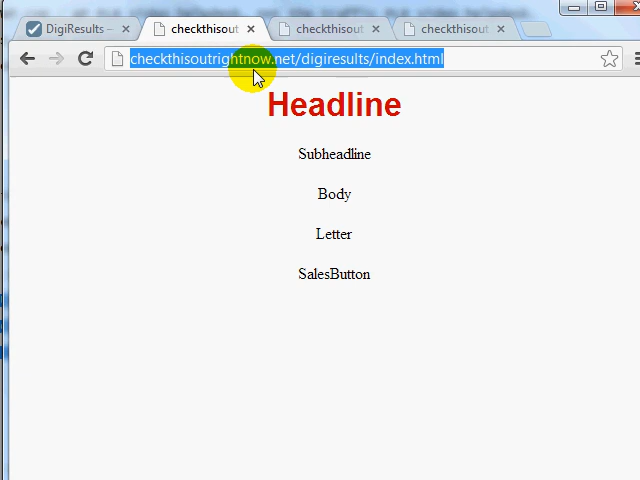 DigiResults –
checkthisout
checkthisout
checkthisout
checkthisoutrightnow.net/digiresults/index.html
Headline
Subheadline
Body
Letter
SalesButton